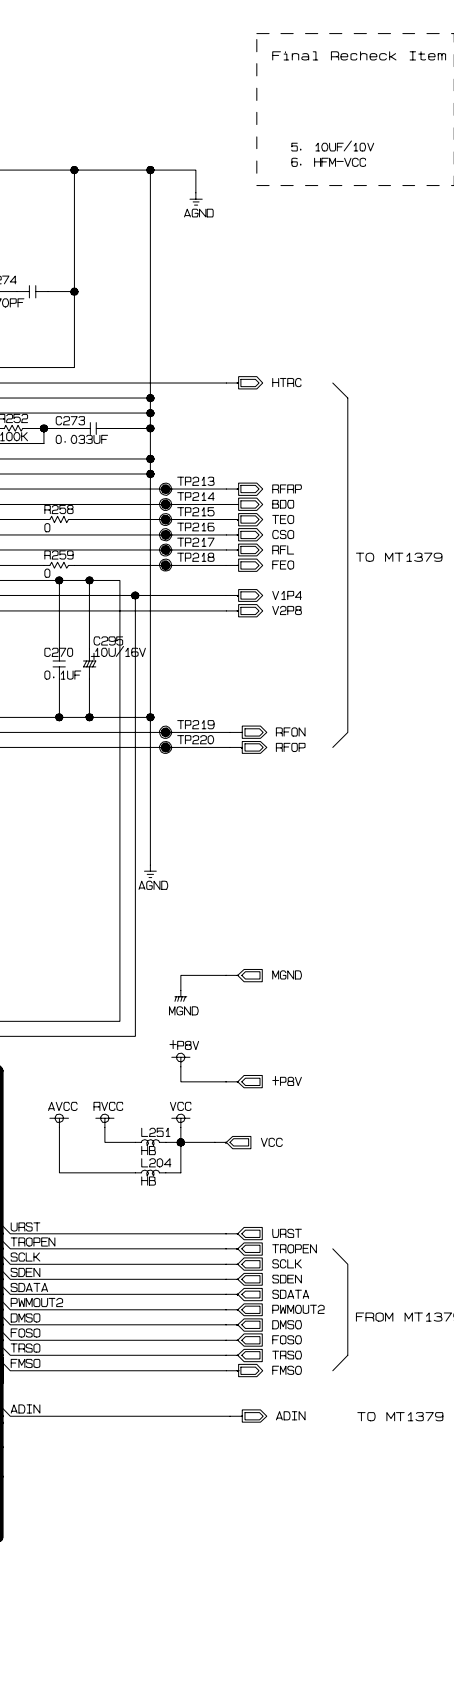 Final Recheck Item
5. 10UF/10V
6. HFM-VCC
AGND
274
70PF
HTRC
R252
100K
C273
0.033UF
TP213 RFRP
TP214 BDO
R258
0
TP215 TEO
TP216 CSO
TP217 RFL
R259
0
TP218 FEO
TO MT1379
V1P4
V2P8
C270
0.1UF
C295
10U/16V
TP219 RFON
TP220 RFOP
AGND
MGND
MGND
+P8V
+P8V
AVCC RVCC VCC
L251
HB
VCC
L204
HB
URST URST
TROPEN TROPEN
SCLK SCLK
SDEN SDEN
SDATA SDATA
PWMOUT2 PWMOUT2
FROM MT137
DMSO DMSO
FOSO FOSO
TRSO TRSO
FMSO FMSO
ADIN ADIN TO MT1379